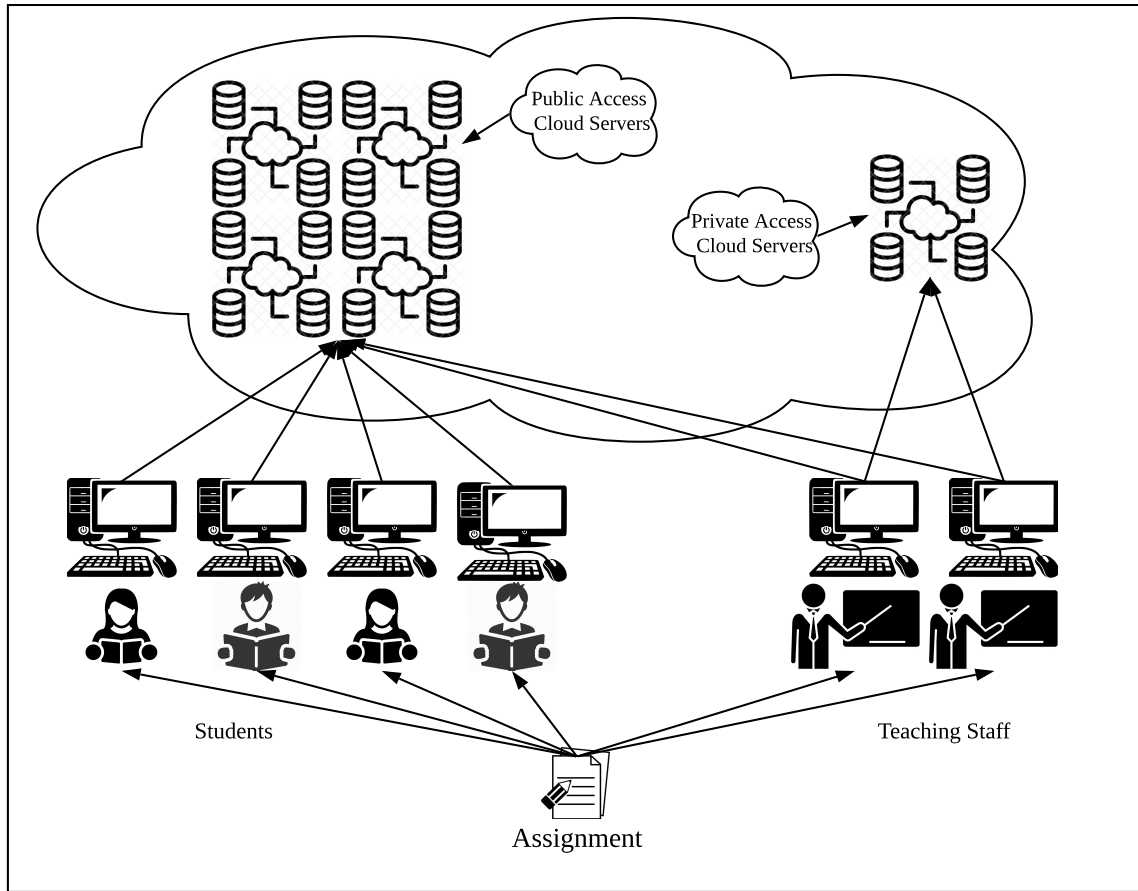 Public Access
Cloud Servers
Private Access
Cloud Servers
Students
Teaching Staff
Assignment